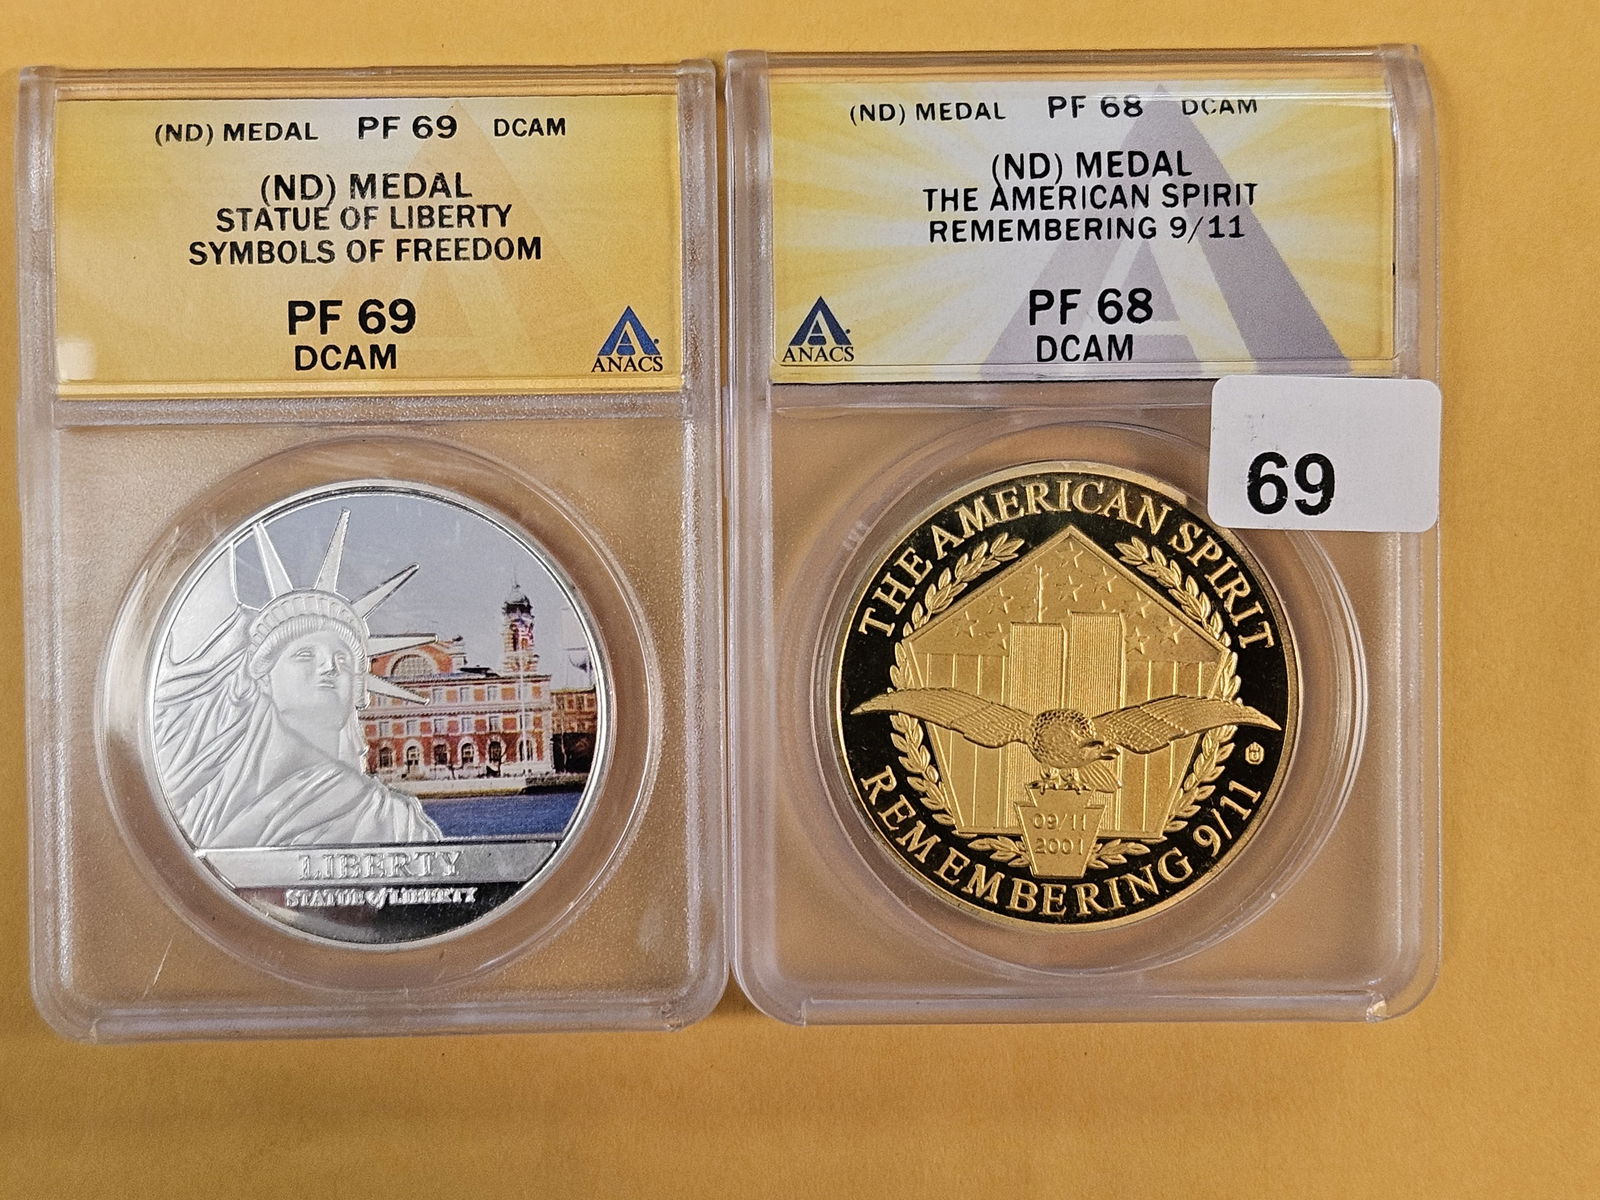 (ND) MEDAL PF 69 DCAM
(ND) MEDAL
STATUE OF LIBERTY
SYMBOLS OF FREEDOM
PF 69
DCAM
ANACS
LIBERTY
STATUE of LIBERTY
(ND) MEDAL PF 68 DCAM
(ND) MEDAL
THE AMERICAN SPIRIT
REMEMBERING 9/11
PF 68
DCAM
ANACS
69
THE AMERICAN SPIRIT
09/11
2001
REMEMBERING 9/11